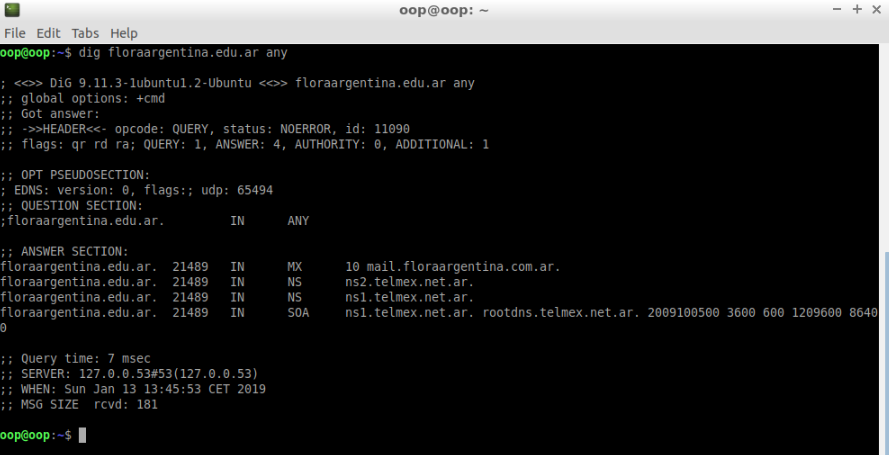 oop@oop: ~
File Edit Tabs Help
oop@oop:~$ dig floraargentina.edu.ar any
; <<>> DiG 9.11.3-1ubuntu1.2-Ubuntu <<>> floraargentina.edu.ar any
;; global options: +cmd
;; Got answer:
;; ->>HEADER<<- opcode: QUERY, status: NOERROR, id: 11090
;; flags: qr rd ra; QUERY: 1, ANSWER: 4, AUTHORITY: 0, ADDITIONAL: 1
;; OPT PSEUDOSECTION:
; EDNS: version: 0, flags:; udp: 65494
;; QUESTION SECTION:
;floraargentina.edu.ar. IN ANY
;; ANSWER SECTION:
floraargentina.edu.ar. 21489 IN MX 10 mail.floraargentina.com.ar.
floraargentina.edu.ar. 21489 IN NS ns2.telmex.net.ar.
floraargentina.edu.ar. 21489 IN NS ns1.telmex.net.ar.
floraargentina.edu.ar. 21489 IN SOA ns1.telmex.net.ar. rootdns.telmex.net.ar. 2009100500 3600 600 1209600 8640
0
;; Query time: 7 msec
;; SERVER: 127.0.0.53#53(127.0.0.53)
;; WHEN: Sun Jan 13 13:45:53 CET 2019
;; MSG SIZE rcvd: 181
oop@oop:~$